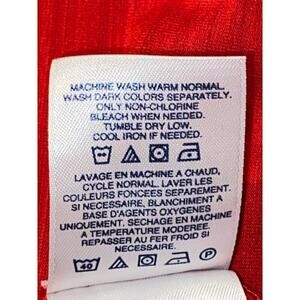 MACHINE WASH WARM NORMAL.
WASH DARK COLORS SEPARATELY.
ONLY NON-CHLORINE
BLEACH WHEN NEEDED.
TUMBLE DRY LOW.
COOL IRON IF NEEDED.
LAVAGE EN MACHINE A CHAUD,
CYCLE NORMAL. LAVER LES
COULEURS FONCÉES SEPARÉMENT.
SI NECESSAIRE, BLANCHIMENT A
BASE D'AGENTS OXYGENES
UNIQUEMENT. SECHAGE EN MACHINE
A TEMPERATURE MODEREE.
REPASSER AU FER FROID SI
NECESSAIRE.
40 P